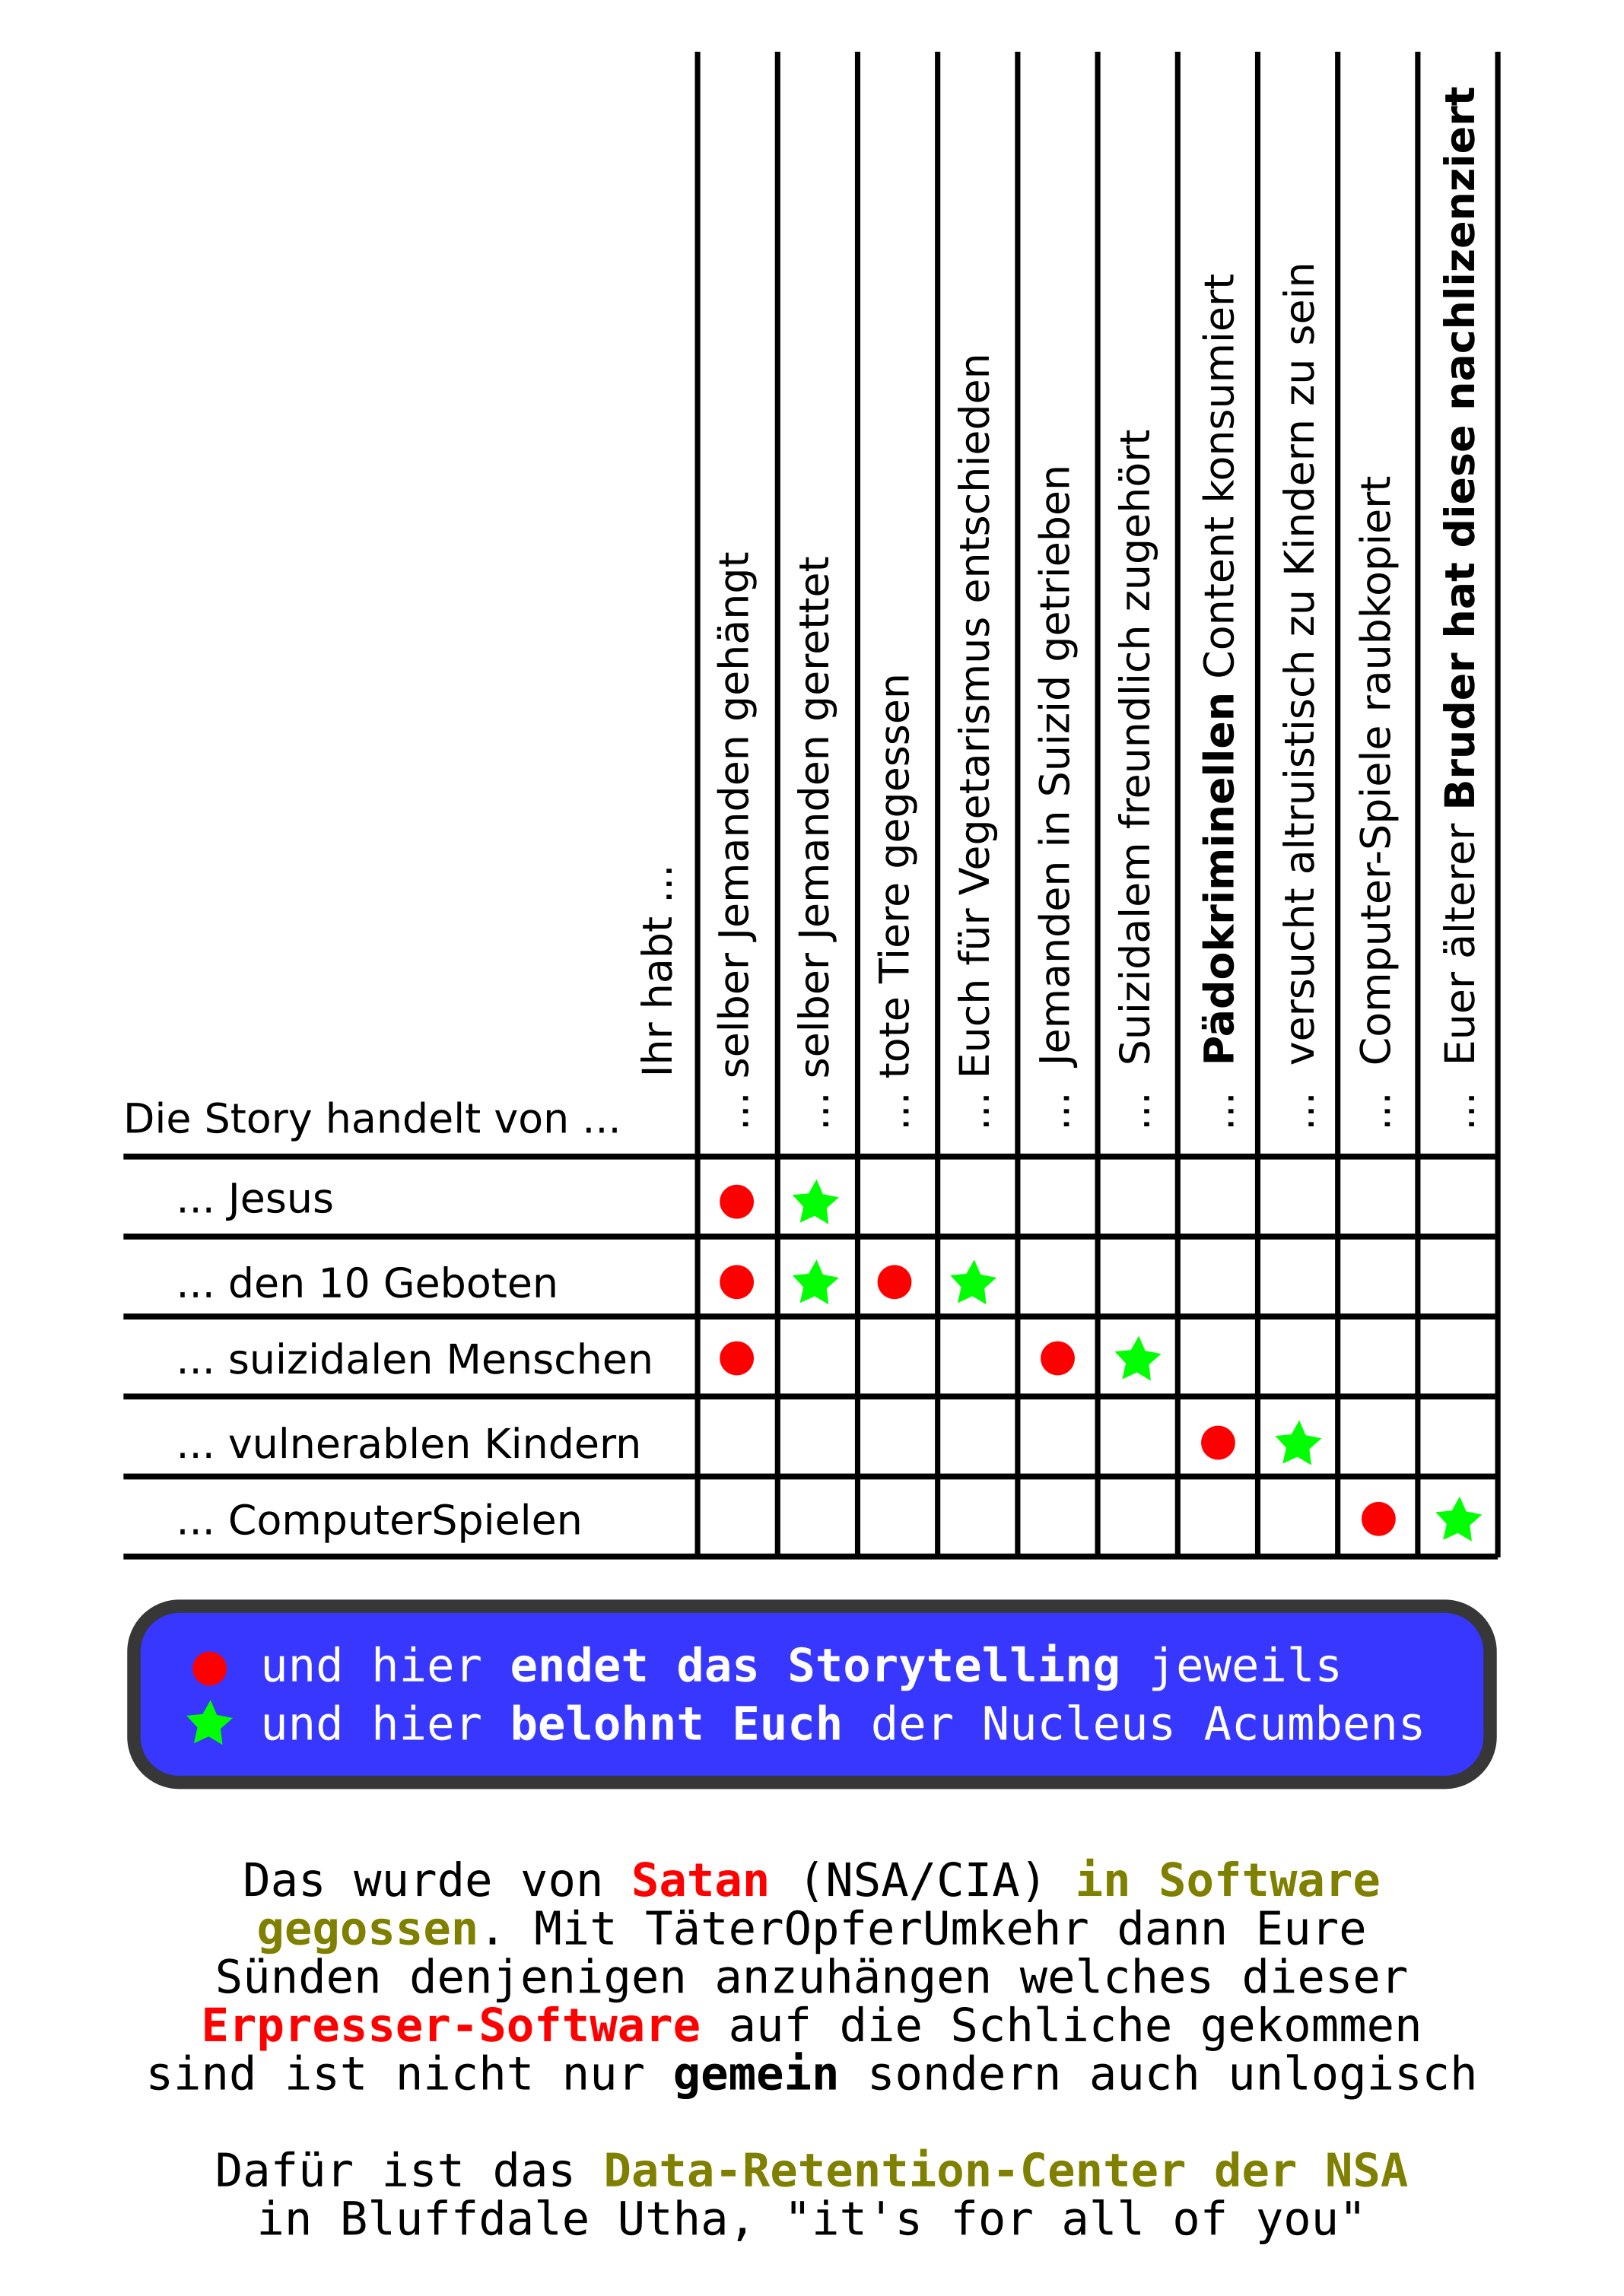 Ihr habt ...
... selber Jemanden gehängt
... selber Jemanden gerettet
... tote Tiere gegessen
... Euch für Vegetarismus entschieden
... Jemanden in Suizid getrieben
... Suizidalem freundlich zugehört
... Pädokriminellen Content konsumiert
... versucht altruistisch zu Kindern zu sein
... Computer-Spiele raubkopiert
... Euer älterer Bruder hat diese nachlizenziert
Die Story handelt von ...
... Jesus
... den 10 Geboten
... suizidalen Menschen
... vulnerablen Kindern
... ComputerSpielen
und hier endet das Storytelling jeweils
und hier belohnt Euch der Nucleus Acumbens
Das wurde von Satan (NSA/CIA) in Software
gegossen. Mit TäterOpferUmkehr dann Eure
Sünden denjenigen anzuhängen welches dieser
Erpresser-Software auf die Schliche gekommen
sind ist nicht nur gemein sondern auch unlogisch
Dafür ist das Data-Retention-Center der NSA
in Bluffdale Utha, "it's for all of you"